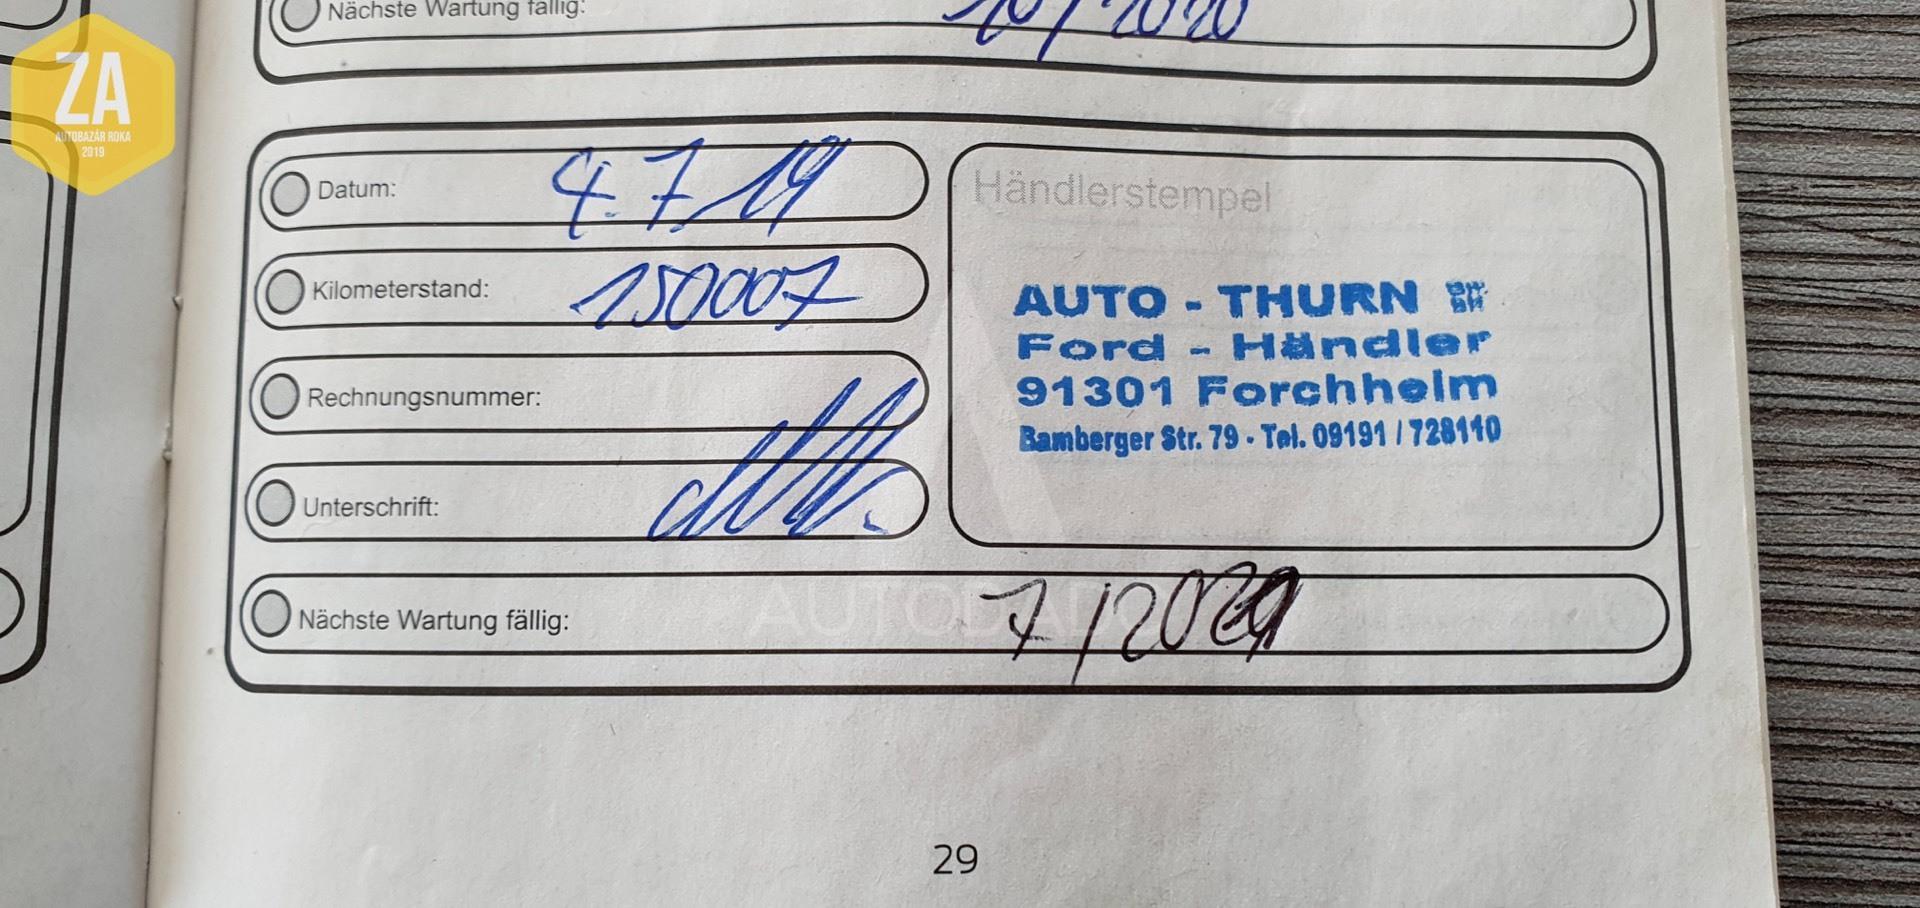 Nächste Wartung fällig: 10/2020
ZA
AUTOBAZÁR ROKA
2019
Datum: 4.7.19
Kilometerstand: 150007
Rechnungsnummer:
Unterschrift:
Händlerstempel
AUTO - THURN
Ford - Händler
91301 Forchheim
Bamberger Str. 79 - Tel. 09191 / 728110
Nächste Wartung fällig:
29